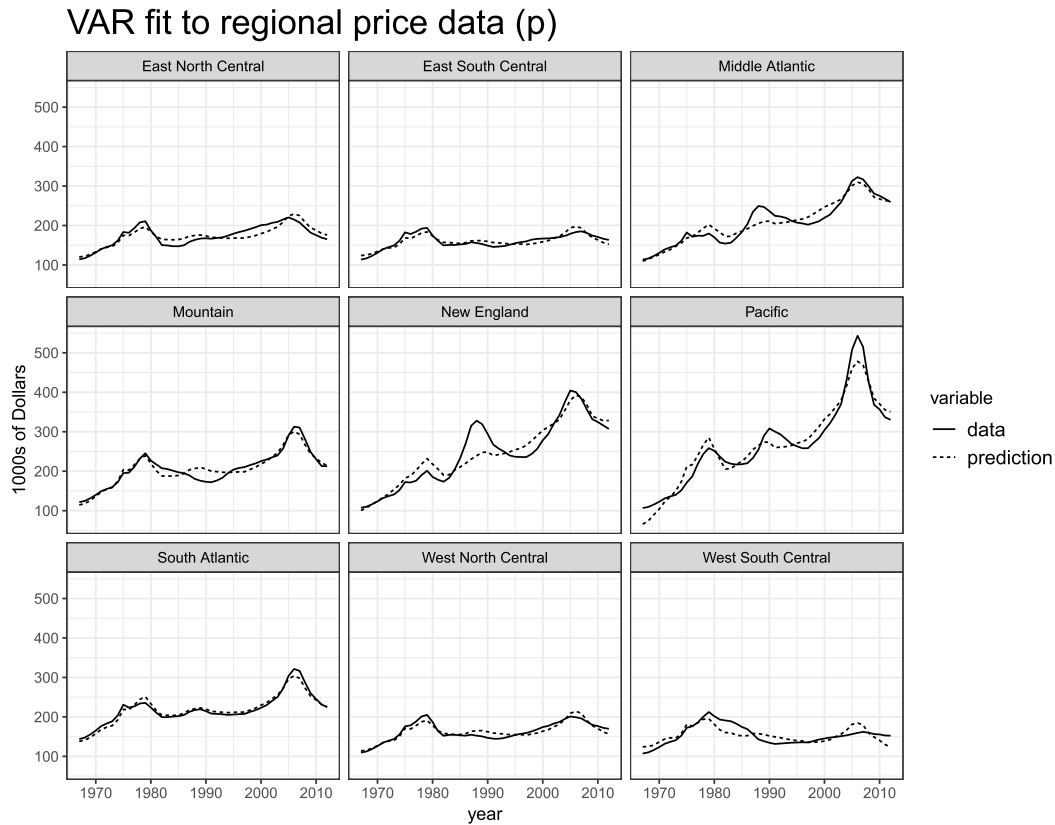 VAR fit to regional price data (p)
East North Central
East South Central
Middle Atlantic
500
400
300
200
100
Mountain
New England
Pacific
500
400
300
200
100
1000s of Dollars
variable
data
prediction
South Atlantic
West North Central
West South Central
500
400
300
200
100
1970 1980 1990 2000 2010
1970 1980 1990 2000 2010
1970 1980 1990 2000 2010
year